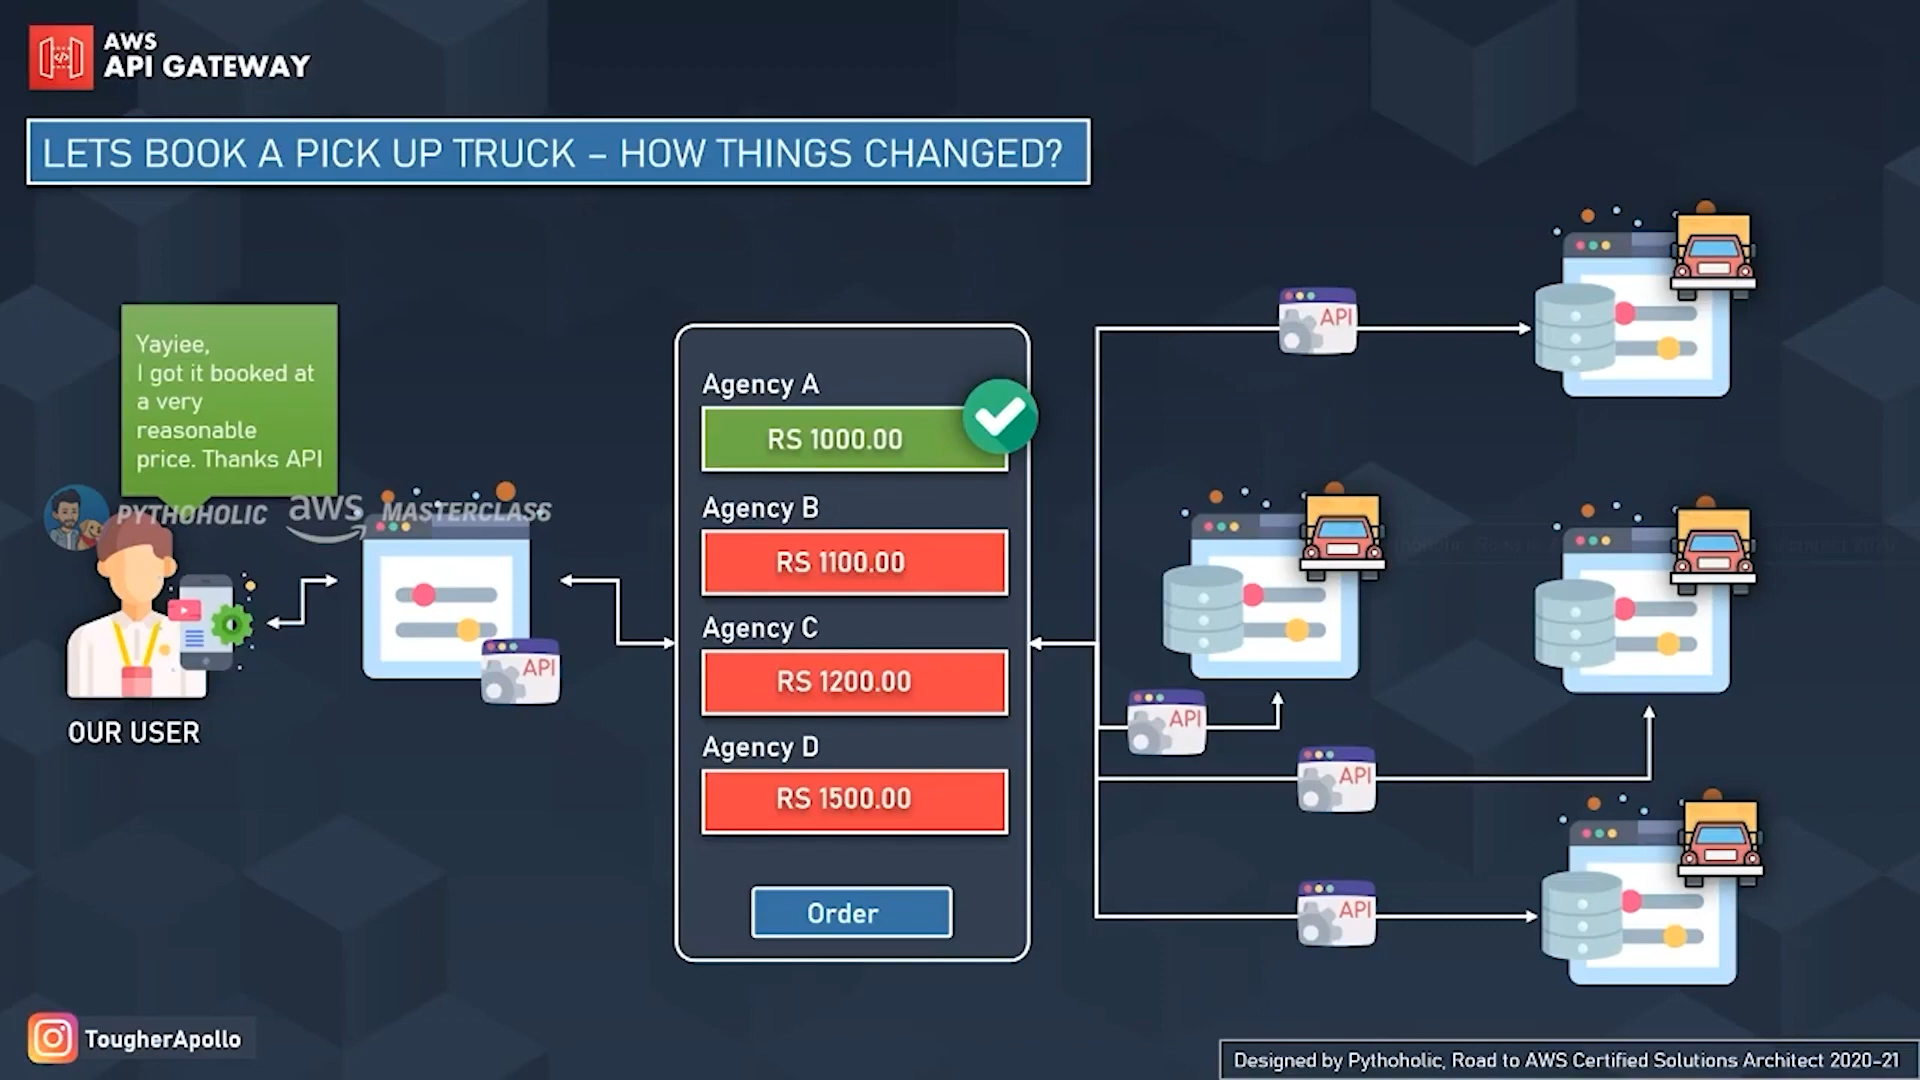 AWS
API GATEWAY
LETS BOOK A PICK UP TRUCK – HOW THINGS CHANGED?
Yayiee,
I got it booked at
a very
reasonable
price. Thanks API
PYTHOHOLIC aws MASTERCLASS
API
OUR USER
Agency A
RS 1000.00
Agency B
RS 1100.00
Agency C
RS 1200.00
Agency D
RS 1500.00
Order
API
API
API
API
TougherApollo
Designed by Pythoholic, Road to AWS Certified Solutions Architect 2020-21